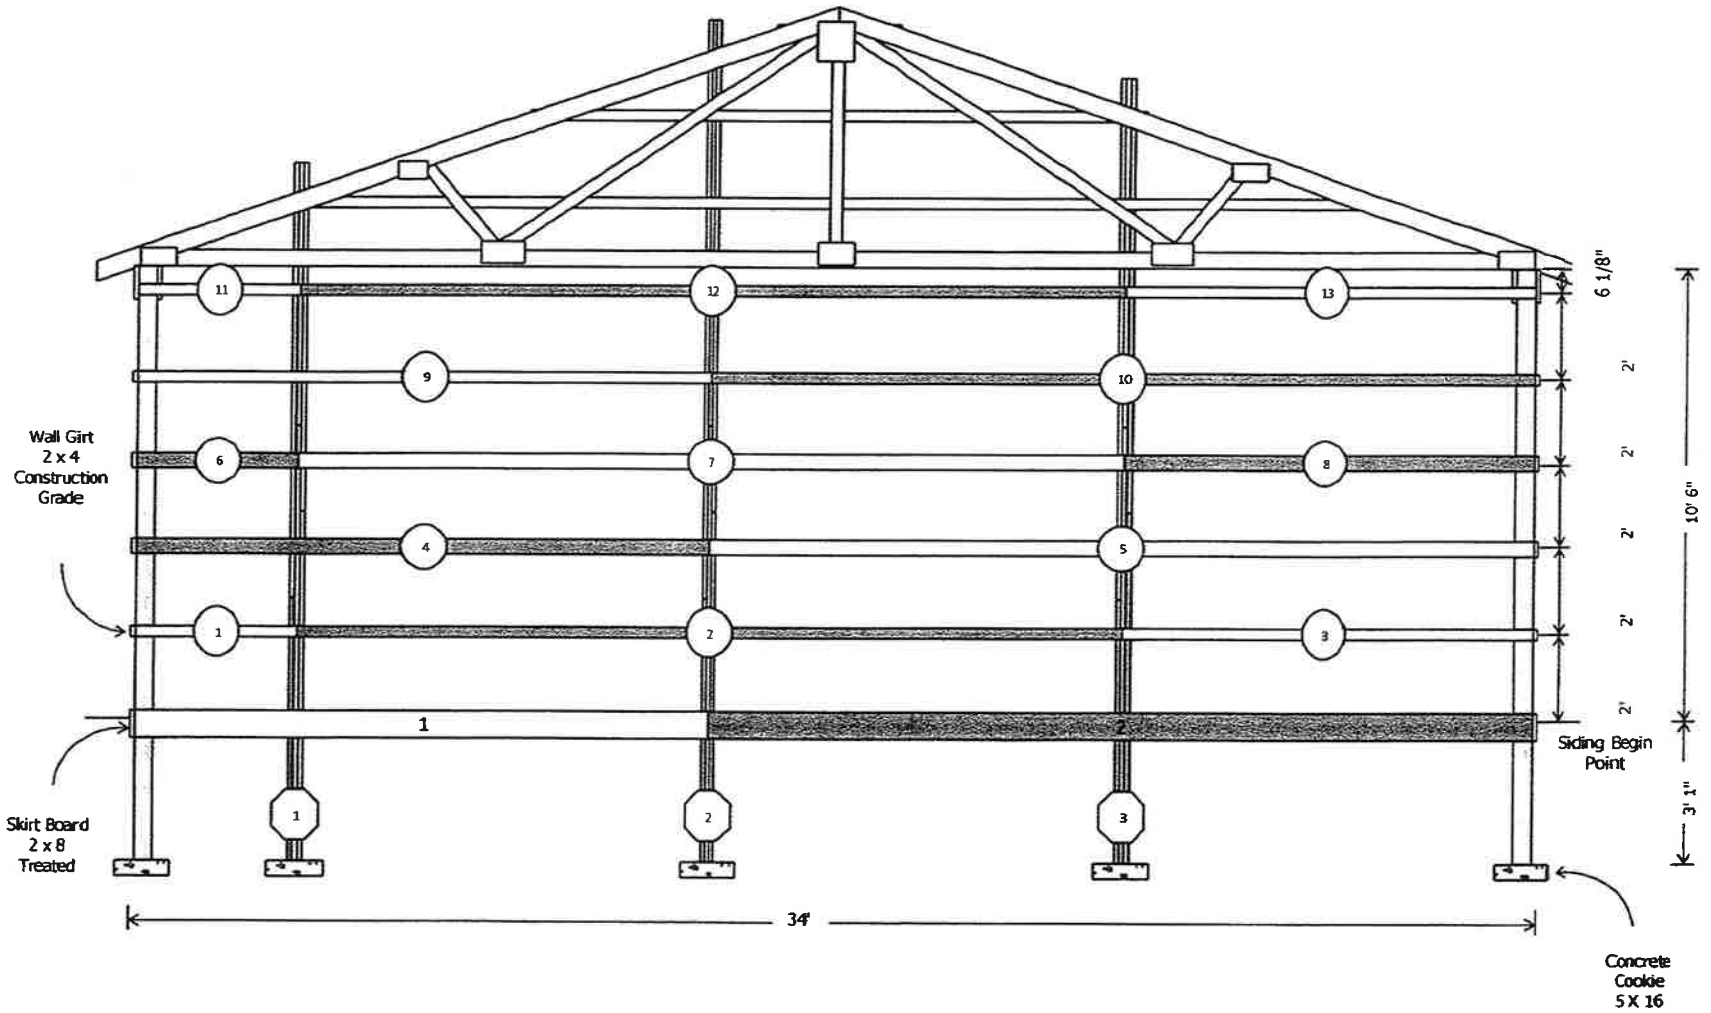 11
12
13
6 1/8"
9
10
2'
Wall Girt
2 x 4
Construction
Grade
6
7
8
2'
10' 6"
4
5
2'
1
2
3
2'
1
2
2'
Siding Begin
Point
Skirt Board
2 x 8
Treated
1
2
3
3' 1"
34'
Concrete
Cookie
5 X 16